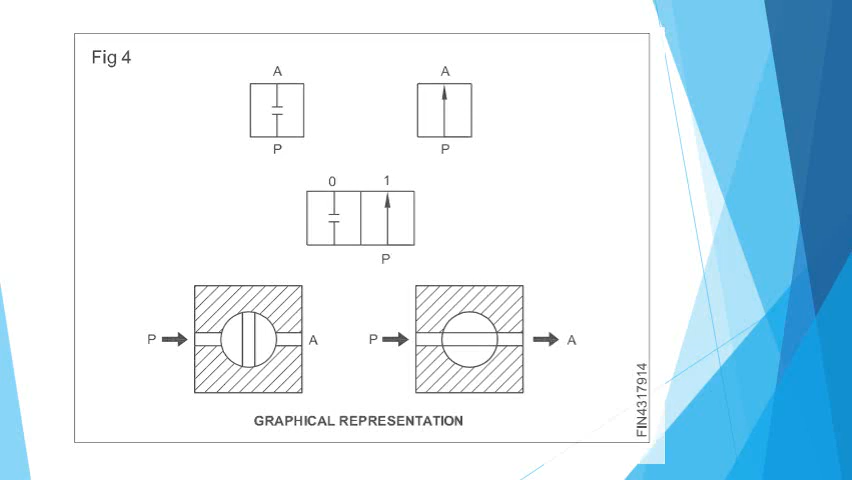 Fig 4
A A
P P
0 1
P
P A P A
GRAPHICAL REPRESENTATION
FIN4317914